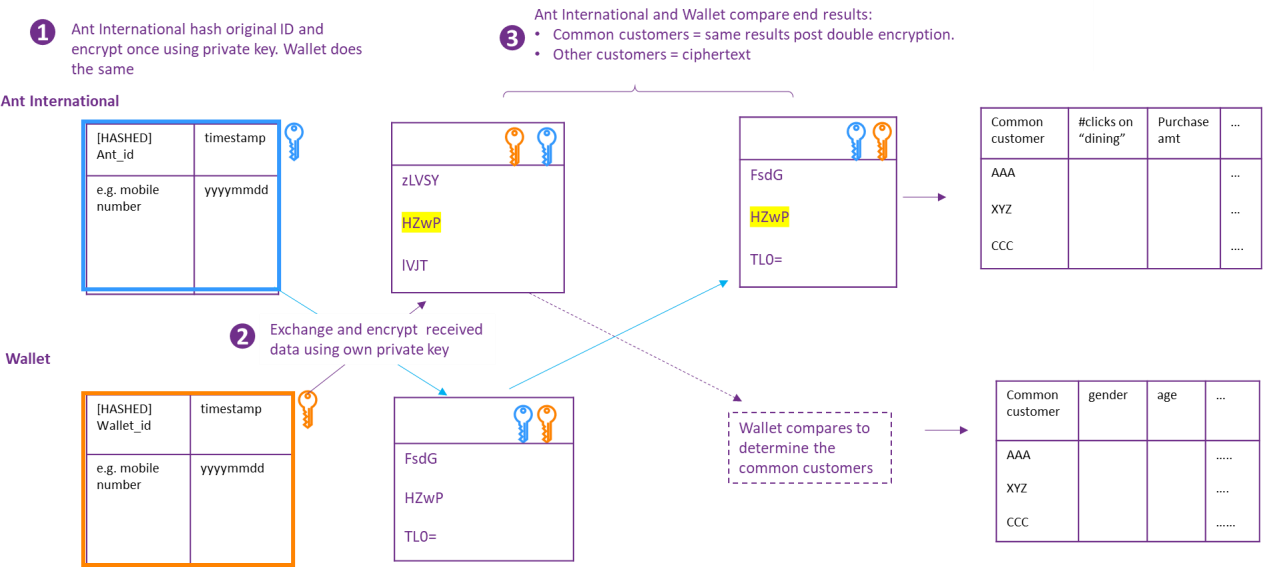 1
Ant International hash original ID and
encrypt once using private key. Wallet does
the same
Ant International and Wallet compare end results:
3
• Common customers = same results post double encryption.
• Other customers = ciphertext
Ant International
[HASHED]
Ant_id
timestamp
e.g. mobile
number
yyyymmdd
zLVSY
HZwP
lVJT
FsdG
HZwP
TL0=
Common
customer
#clicks on
“dining”
Purchase
amt
...
AAA
...
XYZ
...
CCC
....
2
Exchange and encrypt received
data using own private key
Wallet
[HASHED]
Wallet_id
timestamp
e.g. mobile
number
yyyymmdd
FsdG
HZwP
TL0=
Wallet compares to
determine the
common customers
Common
customer
gender
age
...
AAA
.....
XYZ
....
CCC
......